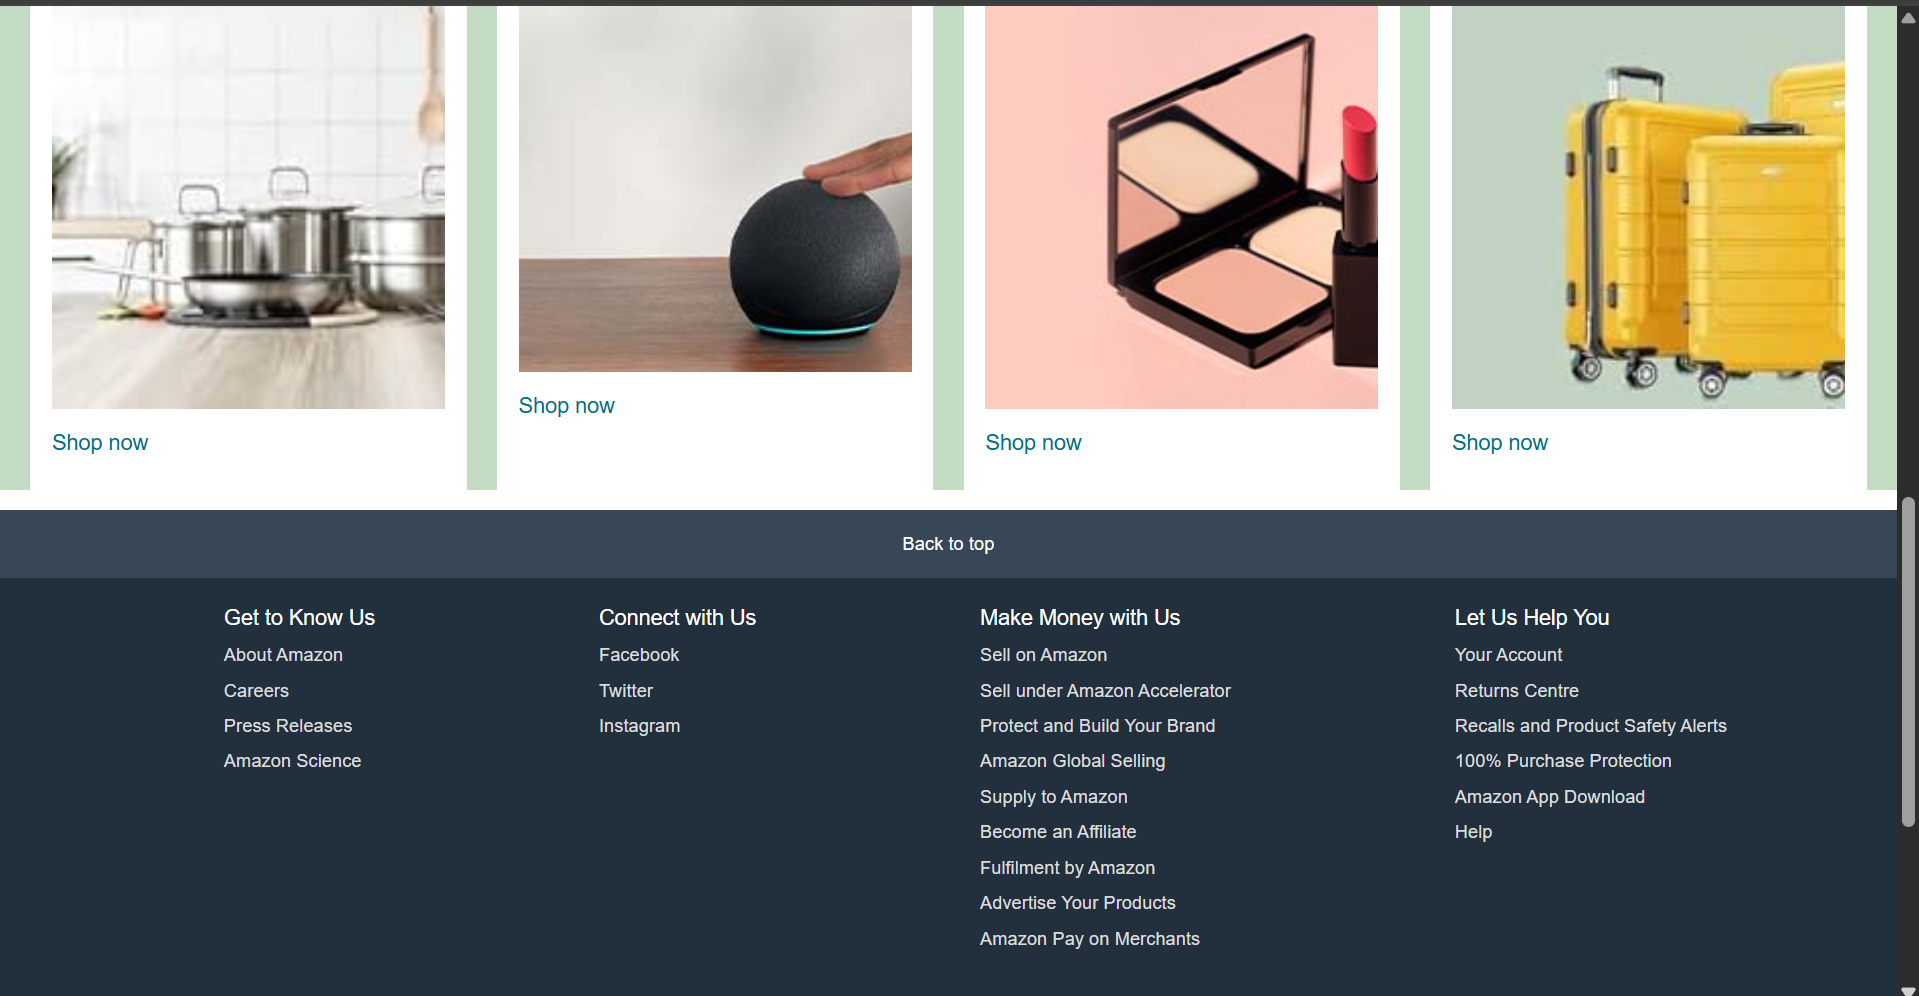 Shop now
Shop now
Shop now
Shop now
Back to top
Get to Know Us
About Amazon
Careers
Press Releases
Amazon Science
Connect with Us
Facebook
Twitter
Instagram
Make Money with Us
Sell on Amazon
Sell under Amazon Accelerator
Protect and Build Your Brand
Amazon Global Selling
Supply to Amazon
Become an Affiliate
Fulfilment by Amazon
Advertise Your Products
Amazon Pay on Merchants
Let Us Help You
Your Account
Returns Centre
Recalls and Product Safety Alerts
100% Purchase Protection
Amazon App Download
Help